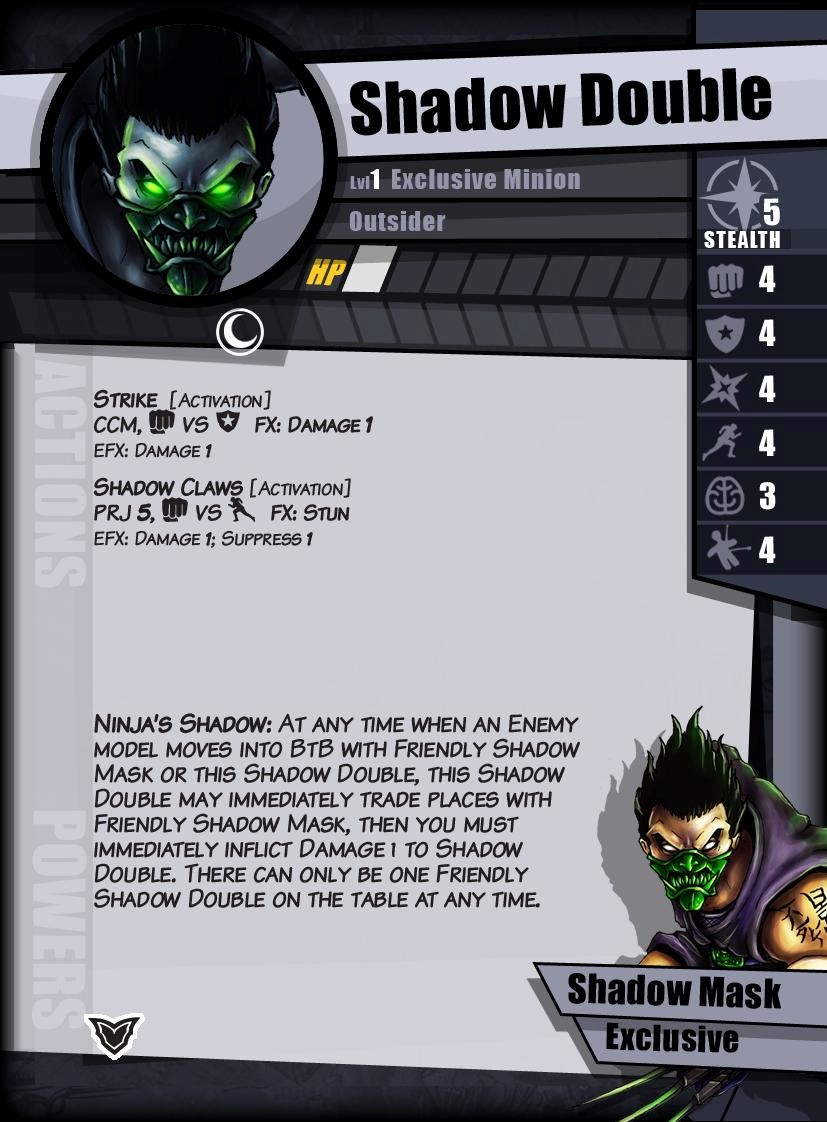 Shadow Double
Lvl1 Exclusive Minion
Outsider
HP
5
STEALTH
4
4
4
4
3
4
ACTIONS
STRIKE [ACTIVATION]
CCM, VS FX: DAMAGE 1
EFX: DAMAGE 1
SHADOW CLAWS [ACTIVATION]
PRJ 5, VS FX: STUN
EFX: DAMAGE 1; SUPPRESS 1
POWERS
NINJA'S SHADOW: AT ANY TIME WHEN AN ENEMY
MODEL MOVES INTO BTB WITH FRIENDLY SHADOW
MASK OR THIS SHADOW DOUBLE, THIS SHADOW
DOUBLE MAY IMMEDIATELY TRADE PLACES WITH
FRIENDLY SHADOW MASK, THEN YOU MUST
IMMEDIATELY INFLICT DAMAGE 1 TO SHADOW
DOUBLE. THERE CAN ONLY BE ONE FRIENDLY
SHADOW DOUBLE ON THE TABLE AT ANY TIME.
Shadow Mask
Exclusive